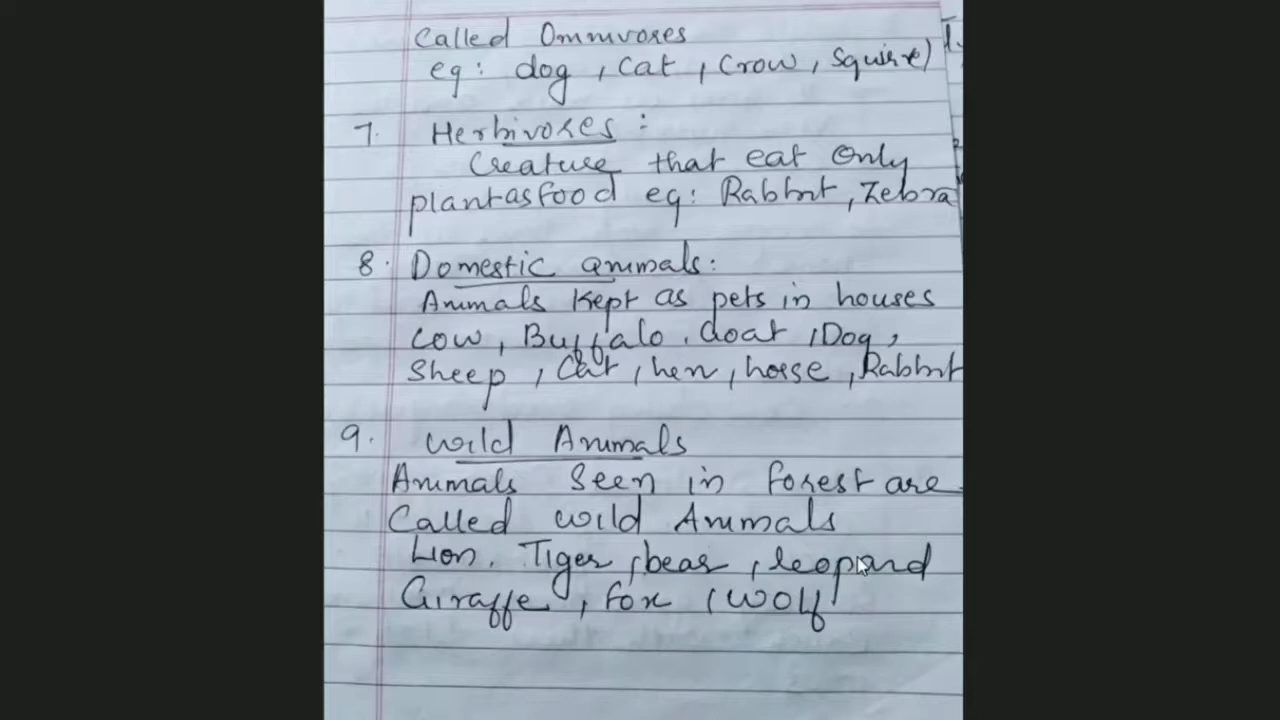 Called Omnivores
eg: dog, Cat, Crow, Squirel
7. Herbivores:
Creature that eat Only
plantasfood eg: Rabbit, Zebra
8. Domestic animals:
Animals Kept as pets in houses
Cow, Buffalo. Goat, Dog,
Sheep, Cat, hen, horse, Rabbit
9. Wild Animals
Animals Seen in forest are
Called Wild Animals
Lion. Tiger, bear, leopard
Giraffe, Fox, Wolf